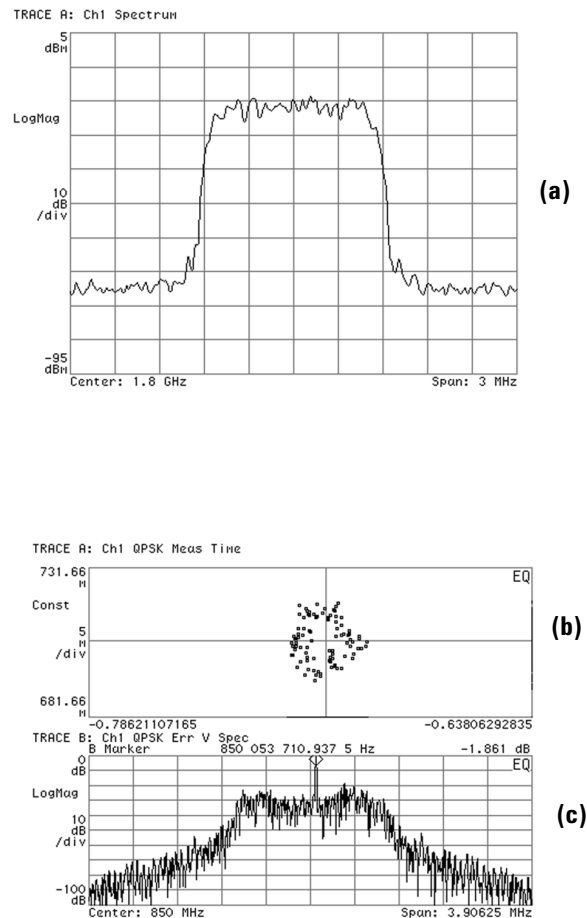 TRACE A: Ch1 Spectrum
5
dBm
LogMag
10
dB
/div
-95
dBm
Center: 1.8 GHz
Span: 3 MHz
(a)
TRACE A: Ch1 QPSK Meas Time
731.66
m
EQ
Const
5
m
/div
681.66
m
-0.78621107165
-0.63806292835
(b)
TRACE B: Ch1 QPSK Err V Spec
B Marker 850 053 710.937 5 Hz -1.861 dB
0
dB
EQ
LogMag
10
dB
/div
-100
dB
Center: 850 MHz
Span: 3.90625 MHz
(c)